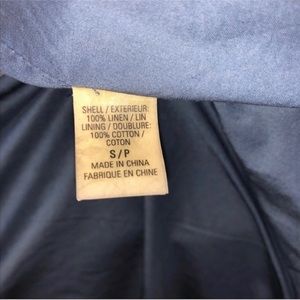 SHELL / EXTERIEUR:
100% LINEN / LIN
LINING / DOUBLURE:
100% COTTON /
COTON
S / P
MADE IN CHINA
FABRIQUE EN CHINE